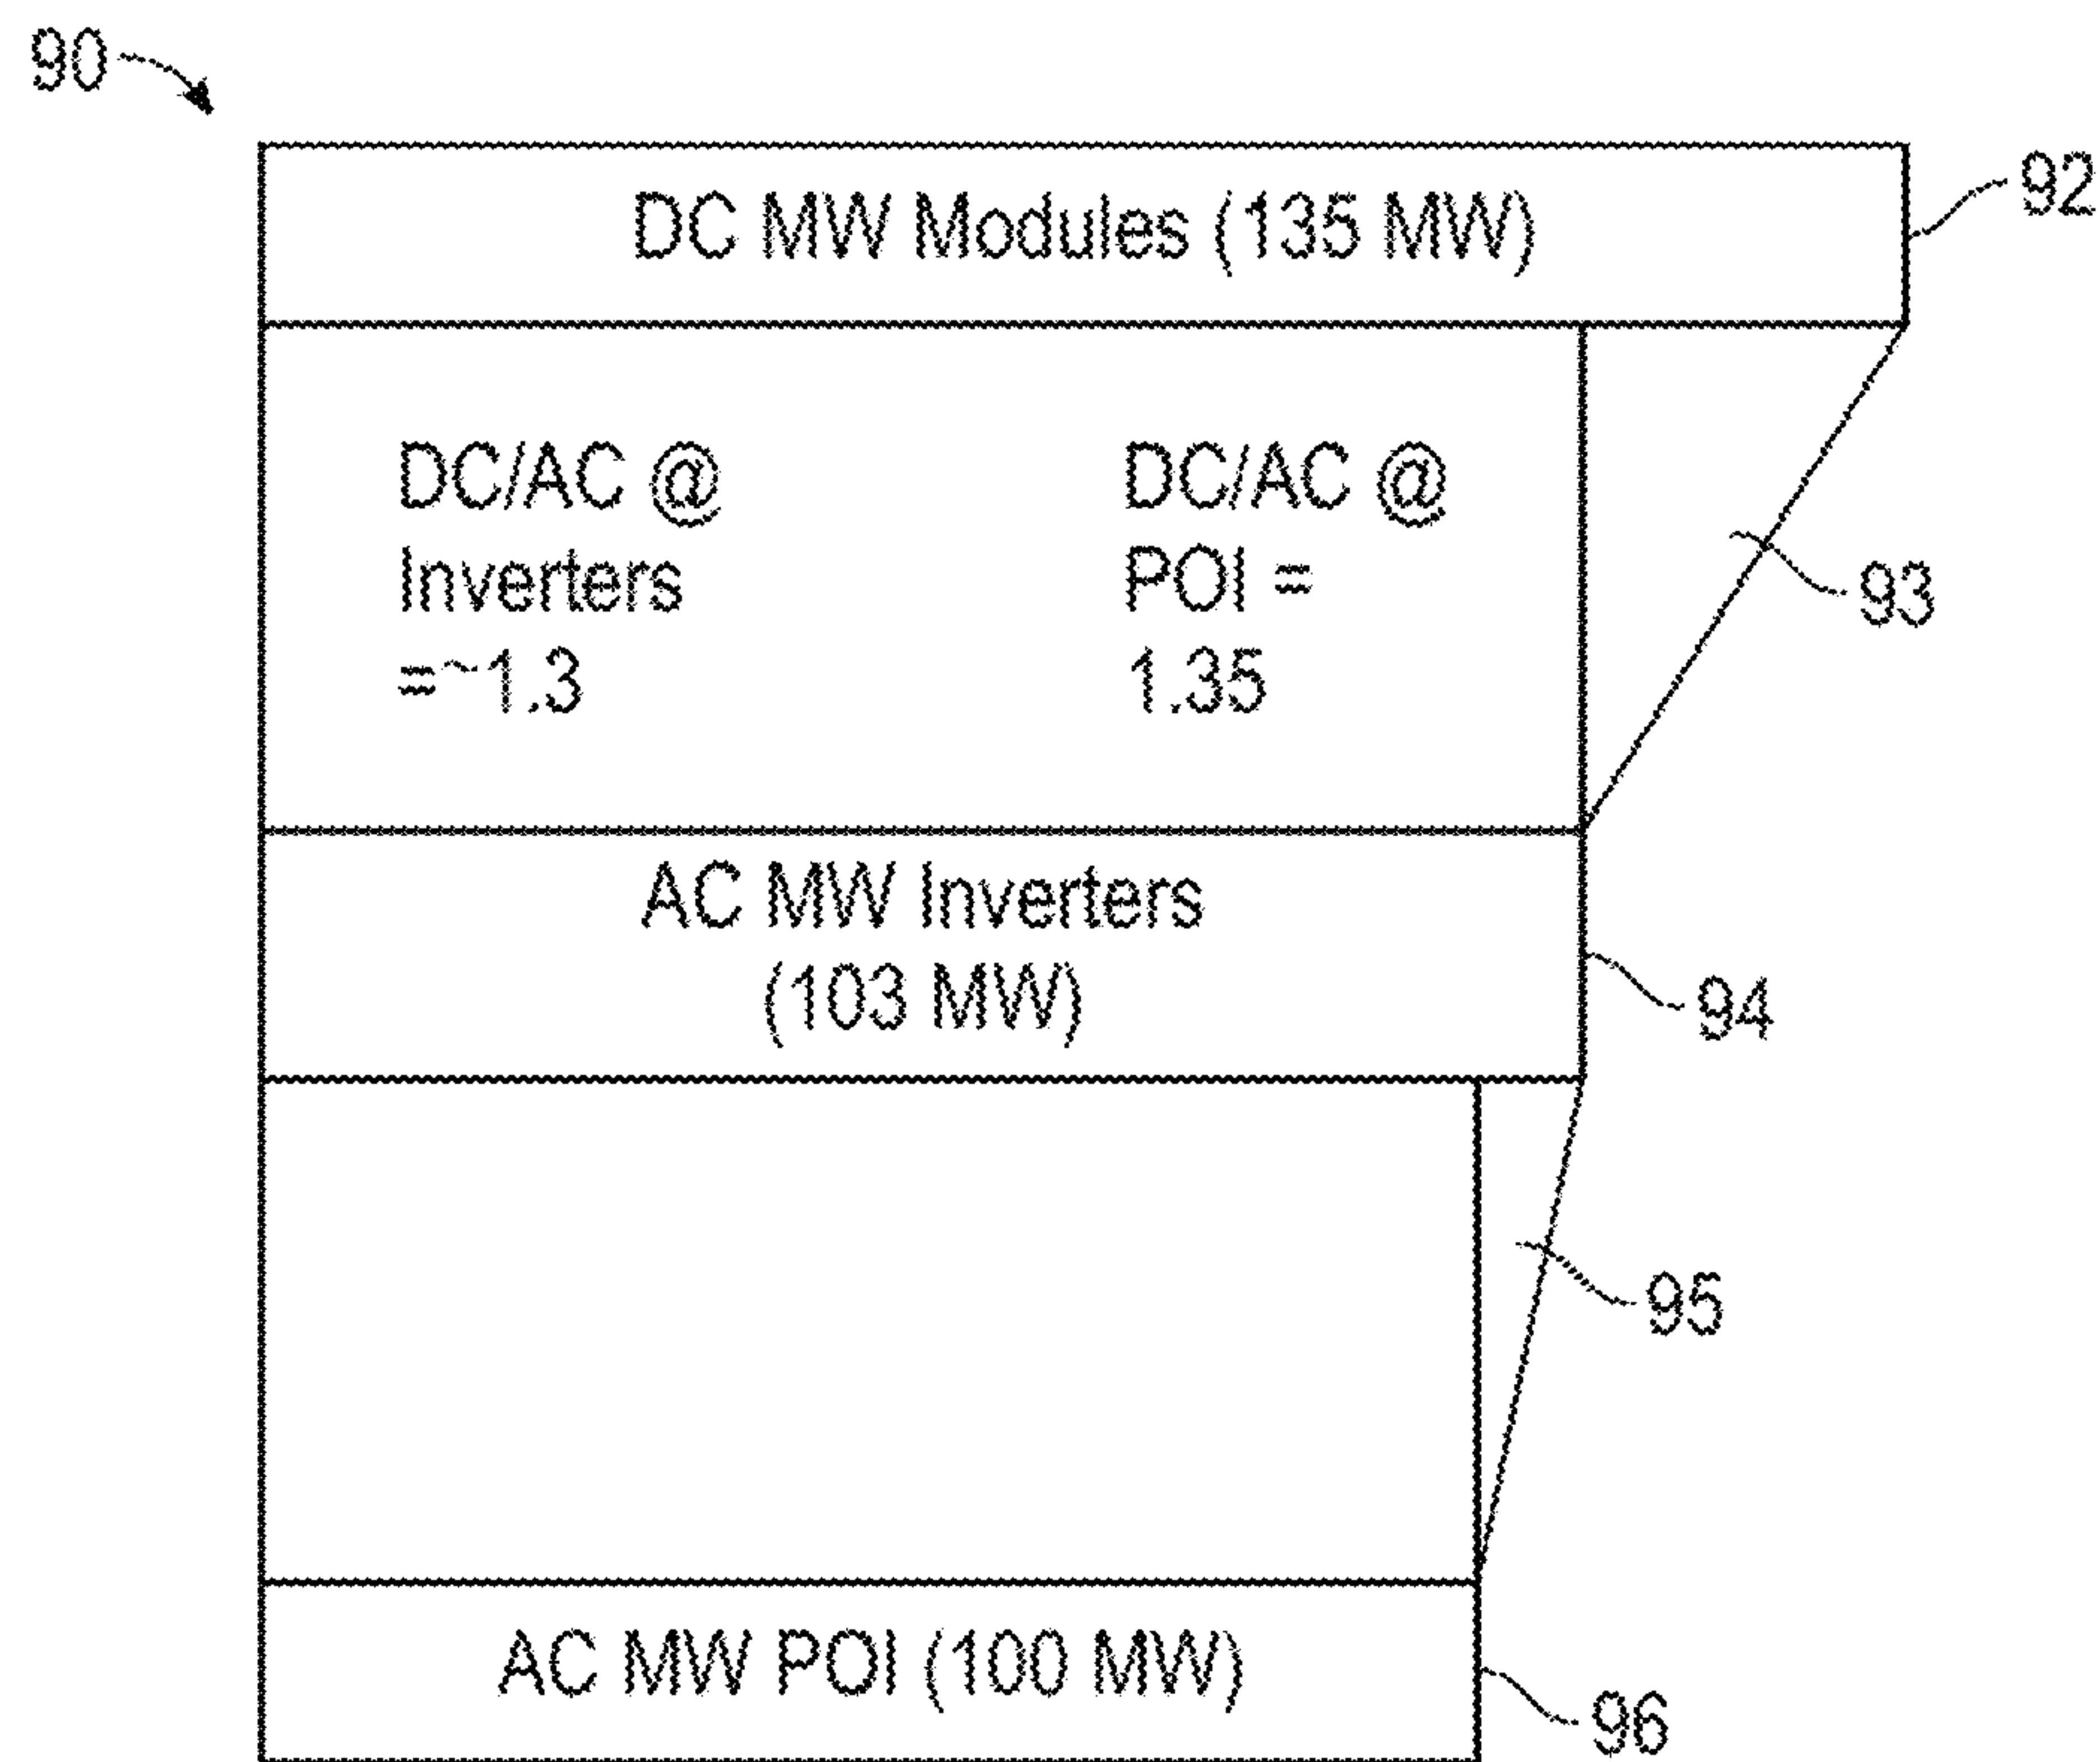 90
DC MW Modules (135 MW)
92
DC/AC @
Inverters
=~1.3
DC/AC @
POI =
1.35
93
AC MW Inverters
(103 MW)
94
95
AC MW POI (100 MW)
96